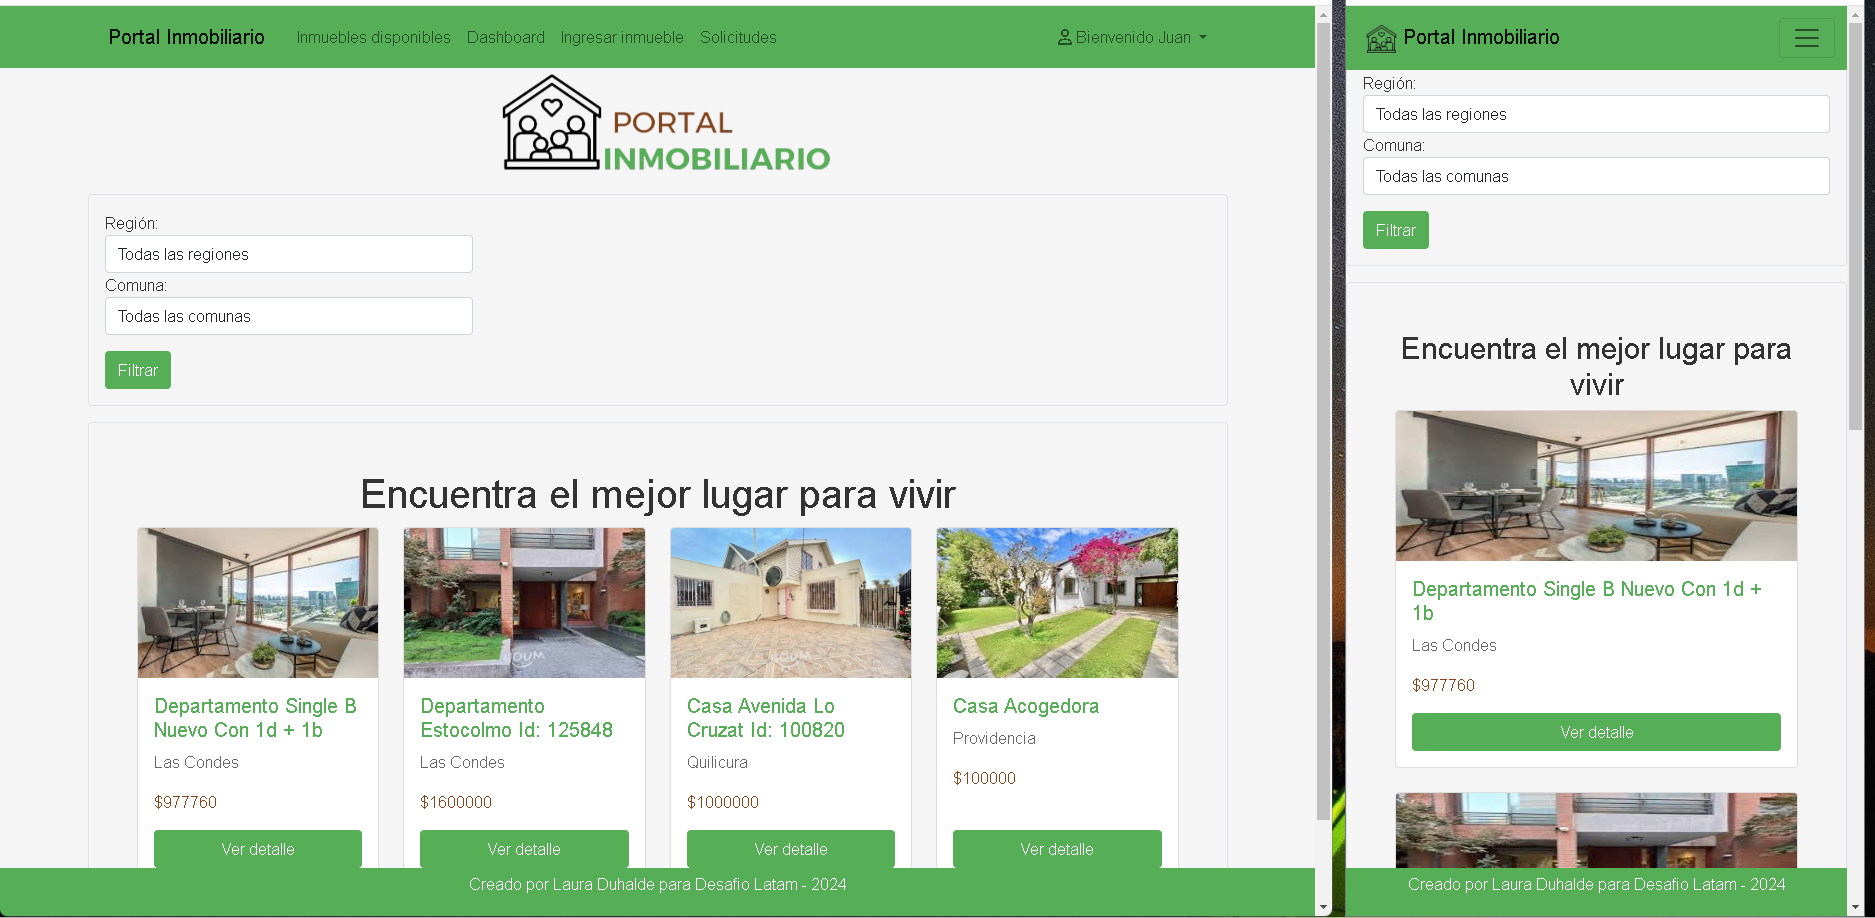 Portal Inmobiliario Inmuebles disponibles Dashboard Ingresar inmueble Solicitudes Bienvenido Juan
PORTAL
INMOBILIARIO
Región:
Todas las regiones
Comuna:
Todas las comunas
Filtrar
Encuentra el mejor lugar para vivir
Departamento Single B
Nuevo Con 1d + 1b
Las Condes
$977760
Ver detalle
Departamento
Estocolmo Id: 125848
Las Condes
$1600000
Ver detalle
Casa Avenida Lo
Cruzat Id: 100820
Quilicura
$1000000
Ver detalle
Casa Acogedora
Providencia
$100000
Ver detalle
Creado por Laura Duhalde para Desafio Latam - 2024
Portal Inmobiliario
Región:
Todas las regiones
Comuna:
Todas las comunas
Filtrar
Encuentra el mejor lugar para
vivir
Departamento Single B Nuevo Con 1d +
1b
Las Condes
$977760
Ver detalle
Creado por Laura Duhalde para Desafio Latam - 2024